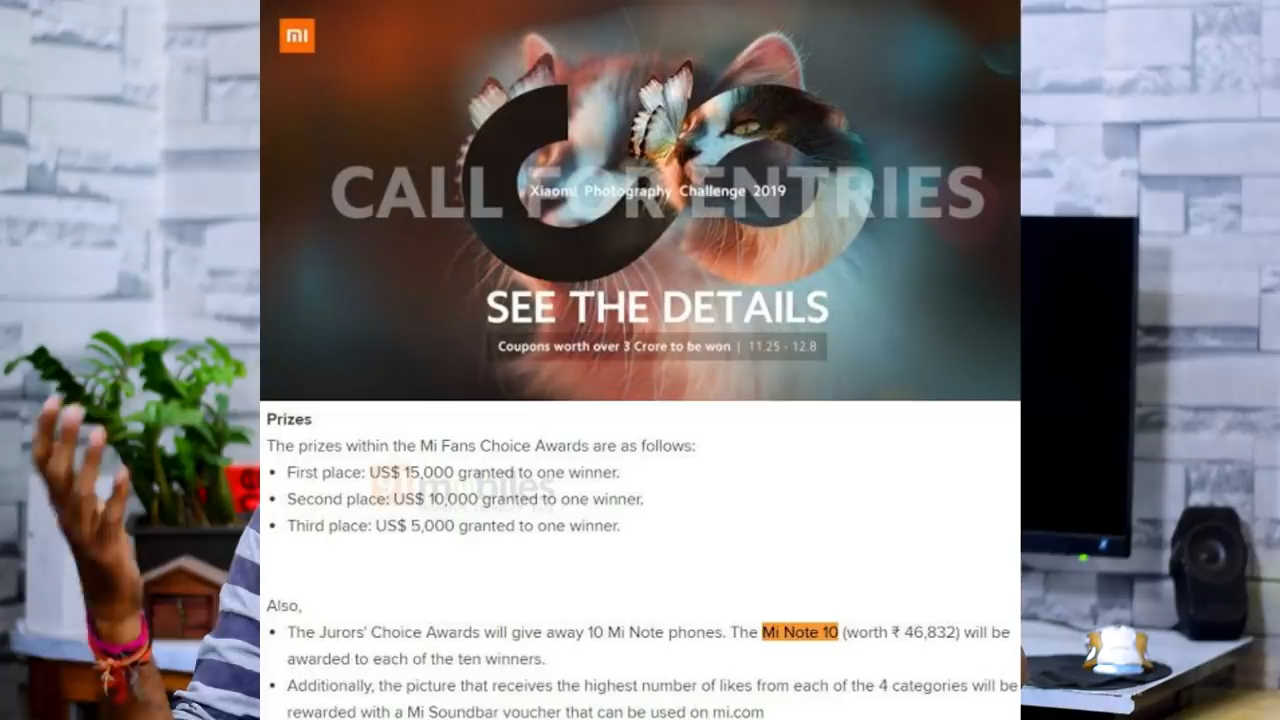 mi
CALL FOR ENTRIES
Xiaomi Photography Challenge 2019
SEE THE DETAILS
Coupons worth over 3 Crore to be won | 11.25 - 12.8
Prizes
The prizes within the Mi Fans Choice Awards are as follows:
• First place: US$ 15,000 granted to one winner.
• Second place: US$ 10,000 granted to one winner.
• Third place: US$ 5,000 granted to one winner.
Also,
• The Jurors' Choice Awards will give away 10 Mi Note phones. The Mi Note 10 (worth ₹ 46,832) will be
awarded to each of the ten winners.
• Additionally, the picture that receives the highest number of likes from each of the 4 categories will be
rewarded with a Mi Soundbar voucher that can be used on mi.com